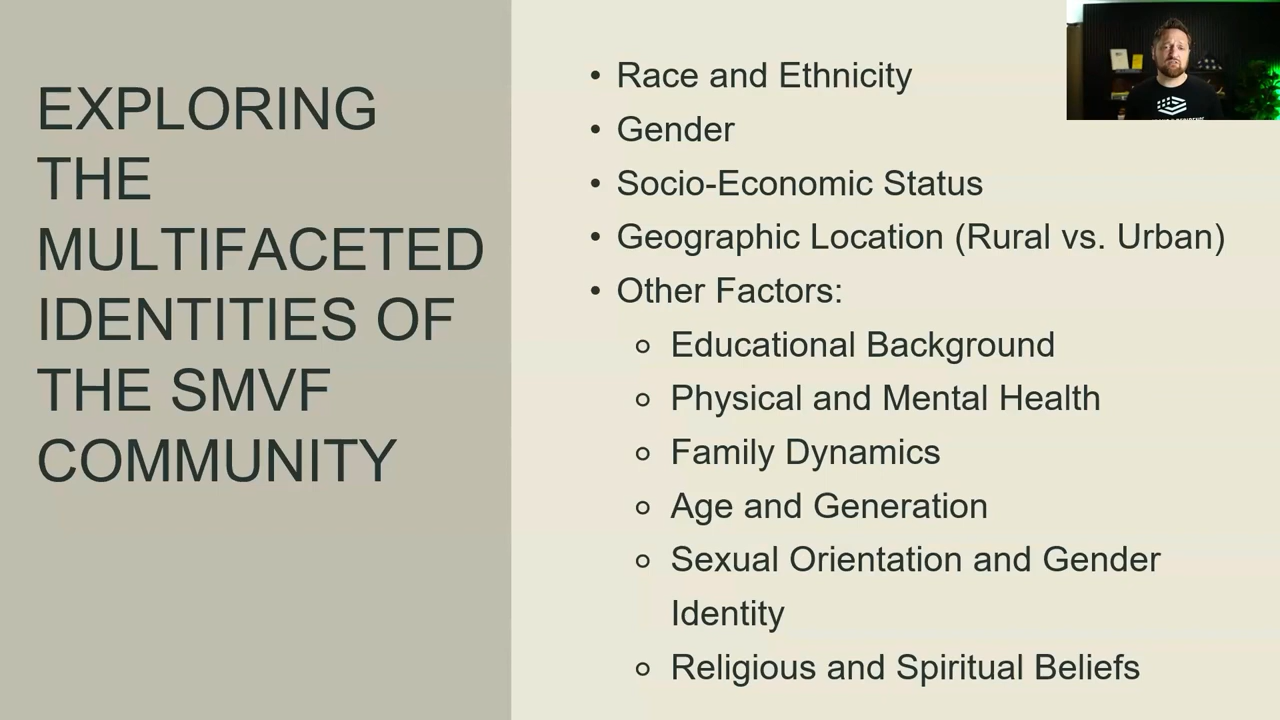 EXPLORING
THE
MULTIFACETED
IDENTITIES OF
THE SMVF
COMMUNITY
• Race and Ethnicity
• Gender
• Socio-Economic Status
• Geographic Location (Rural vs. Urban)
• Other Factors:
o Educational Background
o Physical and Mental Health
o Family Dynamics
o Age and Generation
o Sexual Orientation and Gender
Identity
o Religious and Spiritual Beliefs